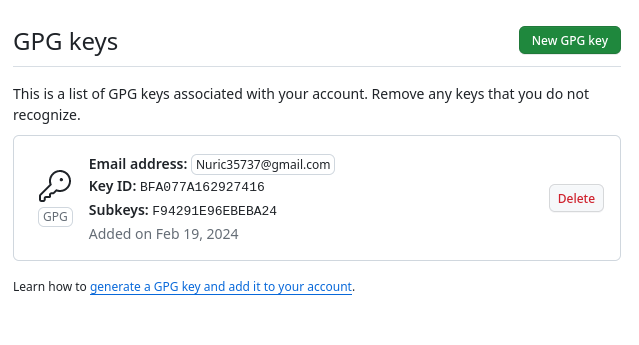 GPG keys
New GPG key
This is a list of GPG keys associated with your account. Remove any keys that you do not
recognize.
Email address: Nuric35737@gmail.com
Key ID: BFA077A162927416
Subkeys: F94291E96EBEBA24
Added on Feb 19, 2024
GPG
Delete
Learn how to generate a GPG key and add it to your account.